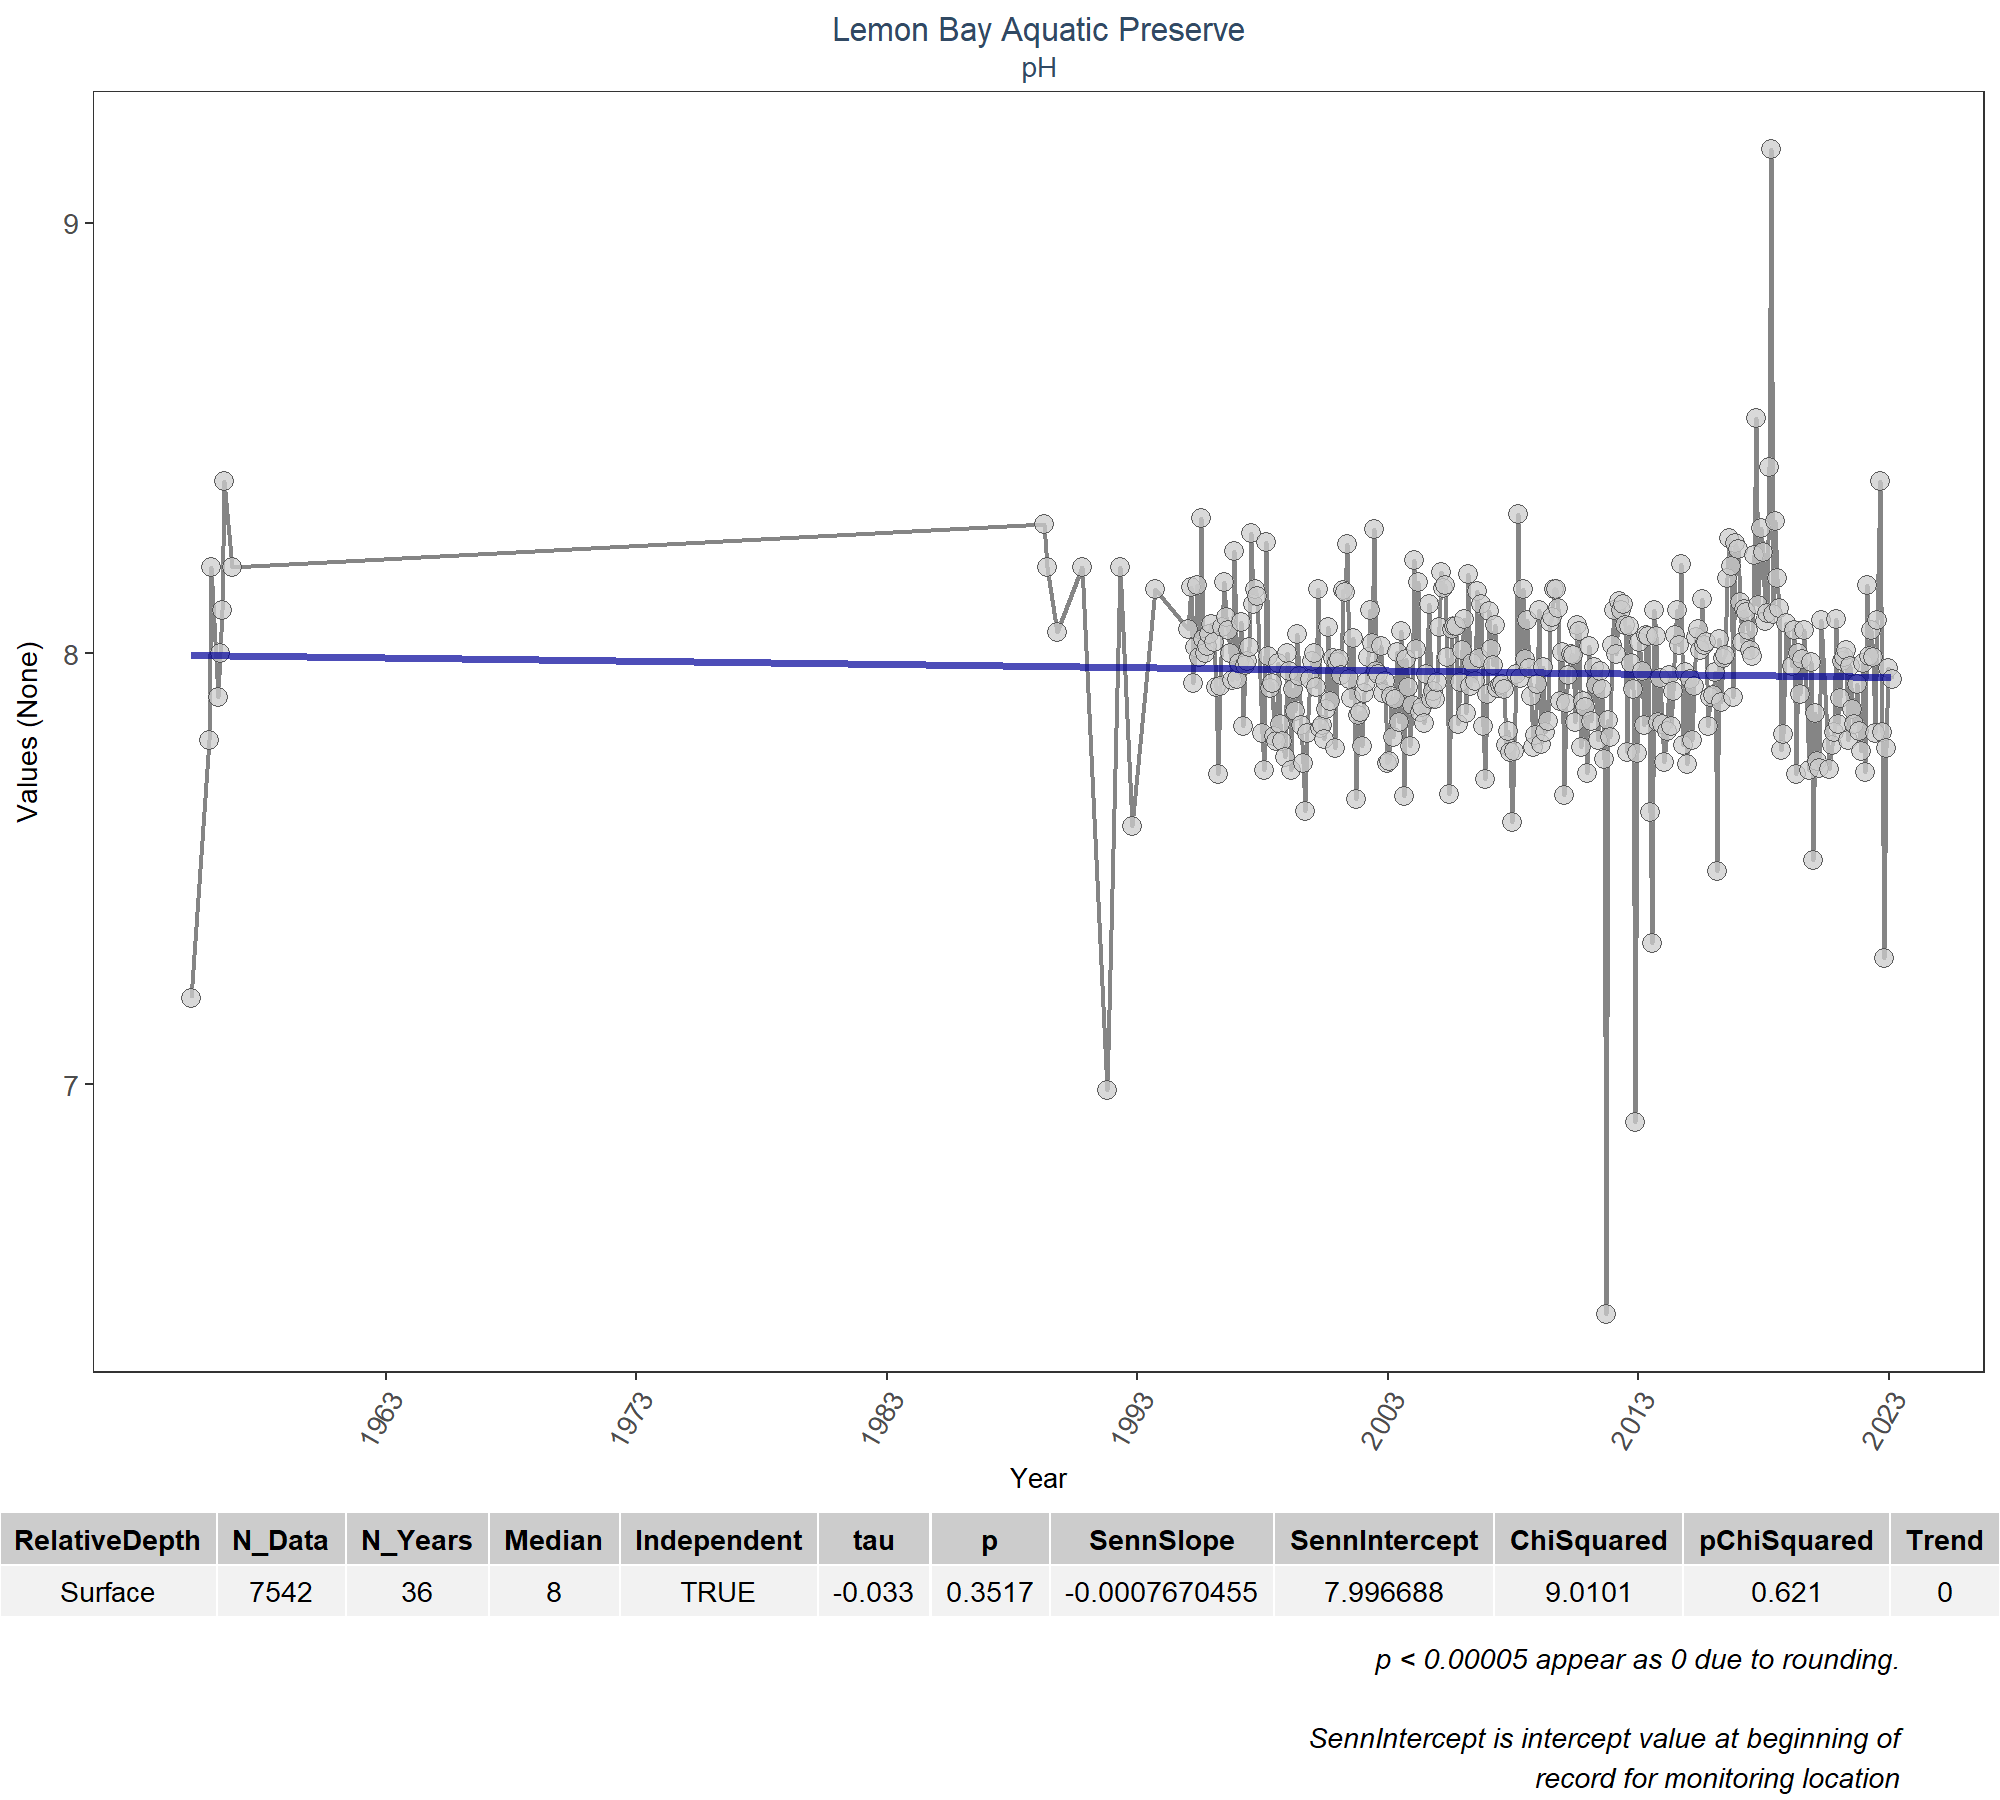 Lemon Bay Aquatic Preserve
pH
Values (None)
9
8
7
1963
1973
1983
1993
2003
2013
2023
Year
RelativeDepth N_Data N_Years Median Independent tau p SennSlope SennIntercept ChiSquared pChiSquared Trend
Surface 7542 36 8 TRUE -0.033 0.3517 -0.0007670455 7.996688 9.0101 0.621 0
p < 0.00005 appear as 0 due to rounding.
SennIntercept is intercept value at beginning of
record for monitoring location